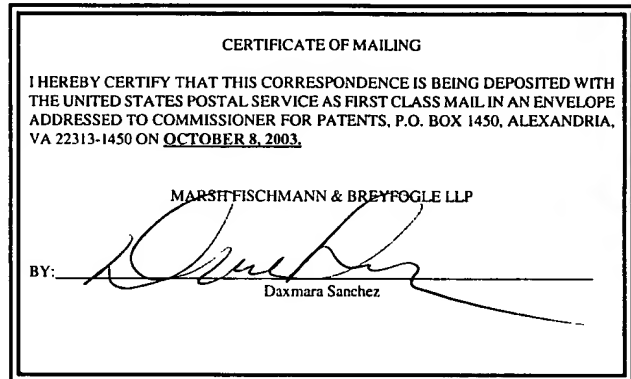 CERTIFICATE OF MAILING
I HEREBY CERTIFY THAT THIS CORRESPONDENCE IS BEING DEPOSITED WITH
THE UNITED STATES POSTAL SERVICE AS FIRST CLASS MAIL IN AN ENVELOPE
ADDRESSED TO COMMISSIONER FOR PATENTS, P.O. BOX 1450, ALEXANDRIA,
VA 22313-1450 ON OCTOBER 8, 2003.
MARSH FISCHMANN & BREYFOGLE LLP
BY:
Daxmara Sanchez